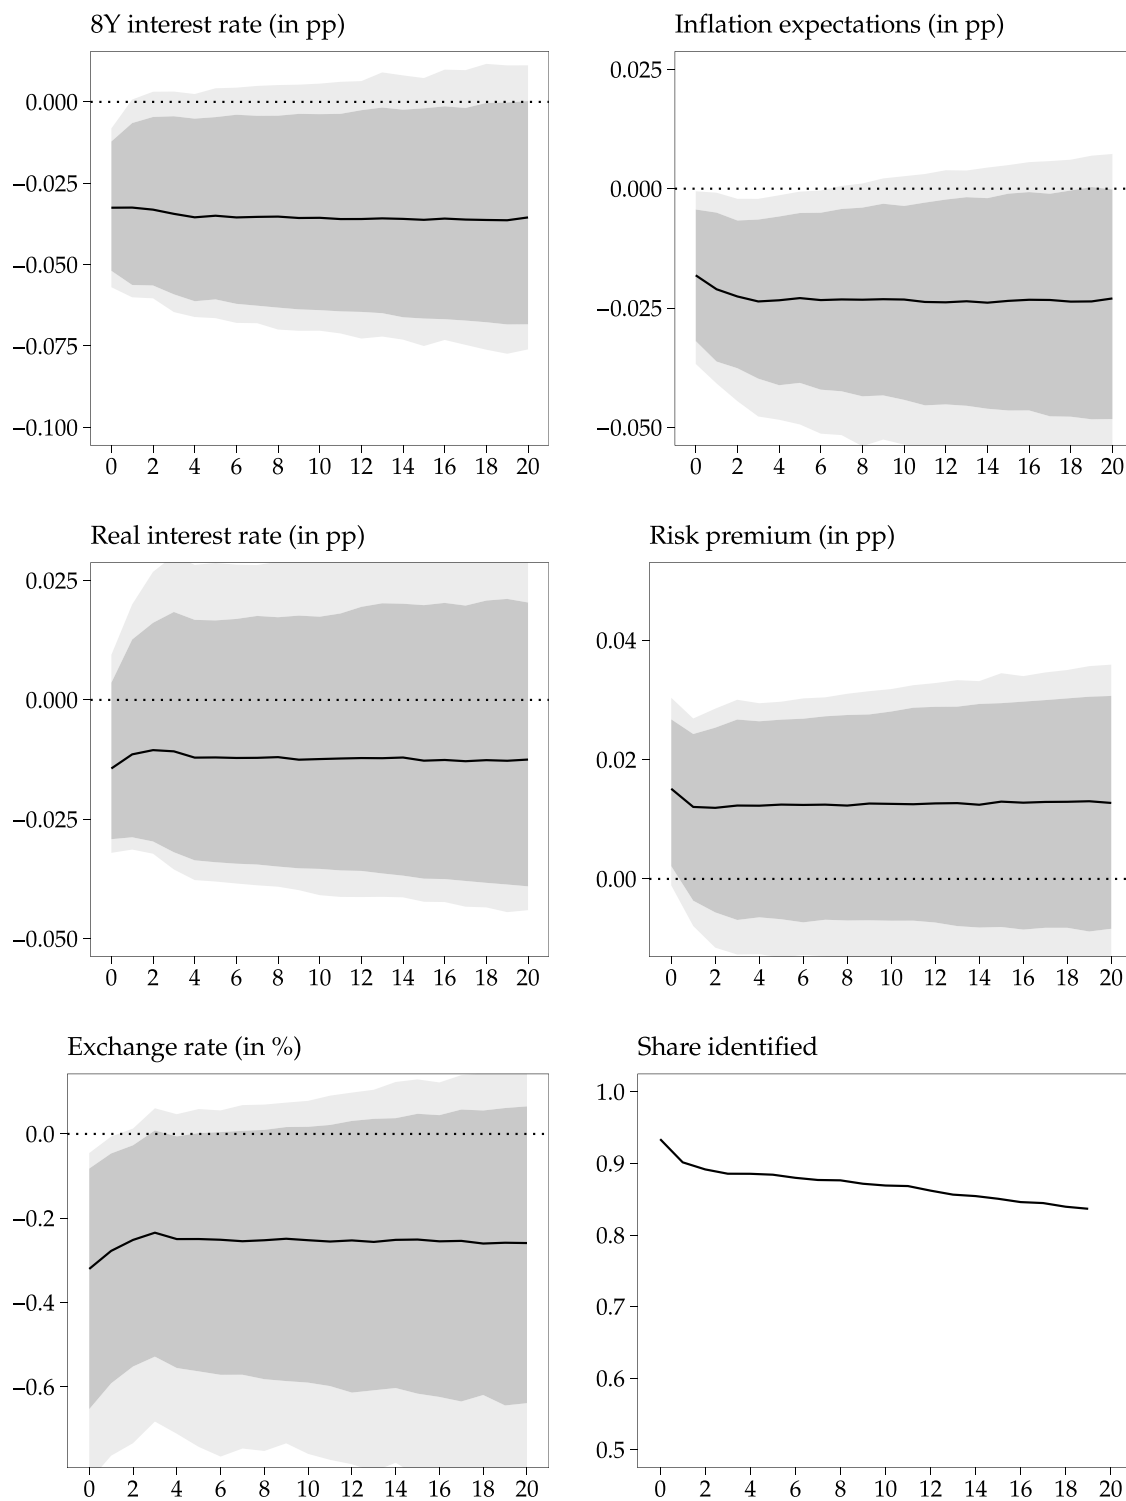 8Y interest rate (in pp)
0.000
−0.025
−0.050
−0.075
−0.100
0 2 4 6 8 10 12 14 16 18 20
Inflation expectations (in pp)
0.025
0.000
−0.025
−0.050
0 2 4 6 8 10 12 14 16 18 20
Real interest rate (in pp)
0.025
0.000
−0.025
−0.050
0 2 4 6 8 10 12 14 16 18 20
Risk premium (in pp)
0.04
0.02
0.00
0 2 4 6 8 10 12 14 16 18 20
Exchange rate (in %)
0.0
−0.2
−0.4
−0.6
0 2 4 6 8 10 12 14 16 18 20
Share identified
1.0
0.9
0.8
0.7
0.6
0.5
0 2 4 6 8 10 12 14 16 18 20